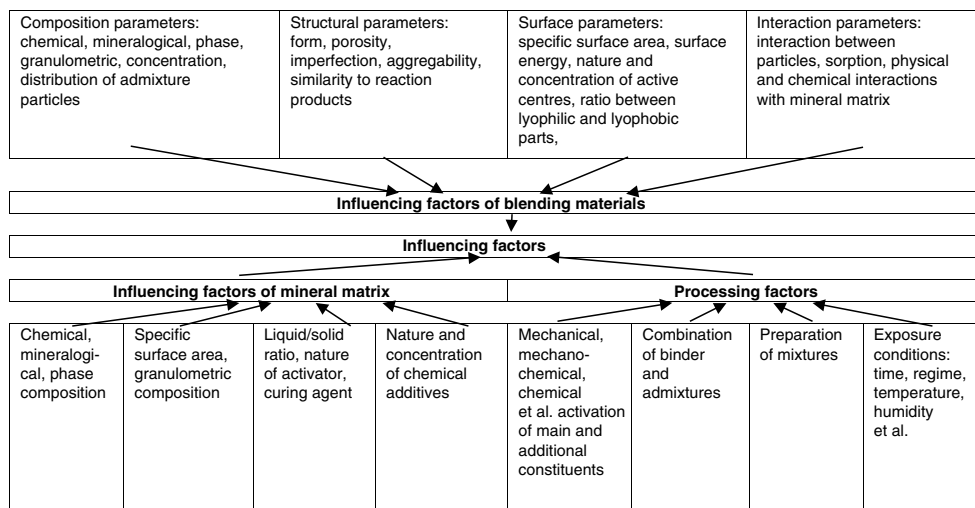 Composition parameters:
chemical, mineralogical, phase,
granulometric, concentration,
distribution of admixture
particles
Structural parameters:
form, porosity,
imperfection, aggregability,
similarity to reaction
products
Surface parameters:
specific surface area, surface
energy, nature and
concentration of active
centres, ratio between
lyophilic and lyophobic
parts,
Interaction parameters:
interaction between
particles, sorption, physical
and chemical interactions
with mineral matrix
Influencing factors of blending materials
Influencing factors
Influencing factors of mineral matrix
Processing factors
Chemical,
mineralogi-
cal, phase
composition
Specific
surface area,
granulometric
composition
Liquid/solid
ratio, nature
of activator,
curing agent
Nature and
concentration
of chemical
additives
Mechanical,
mechano-
chemical,
chemical
et al. activation
of main and
additional
constituents
Combination
of binder
and
admixtures
Preparation
of mixtures
Exposure
conditions:
time, regime,
temperature,
humidity
et al.